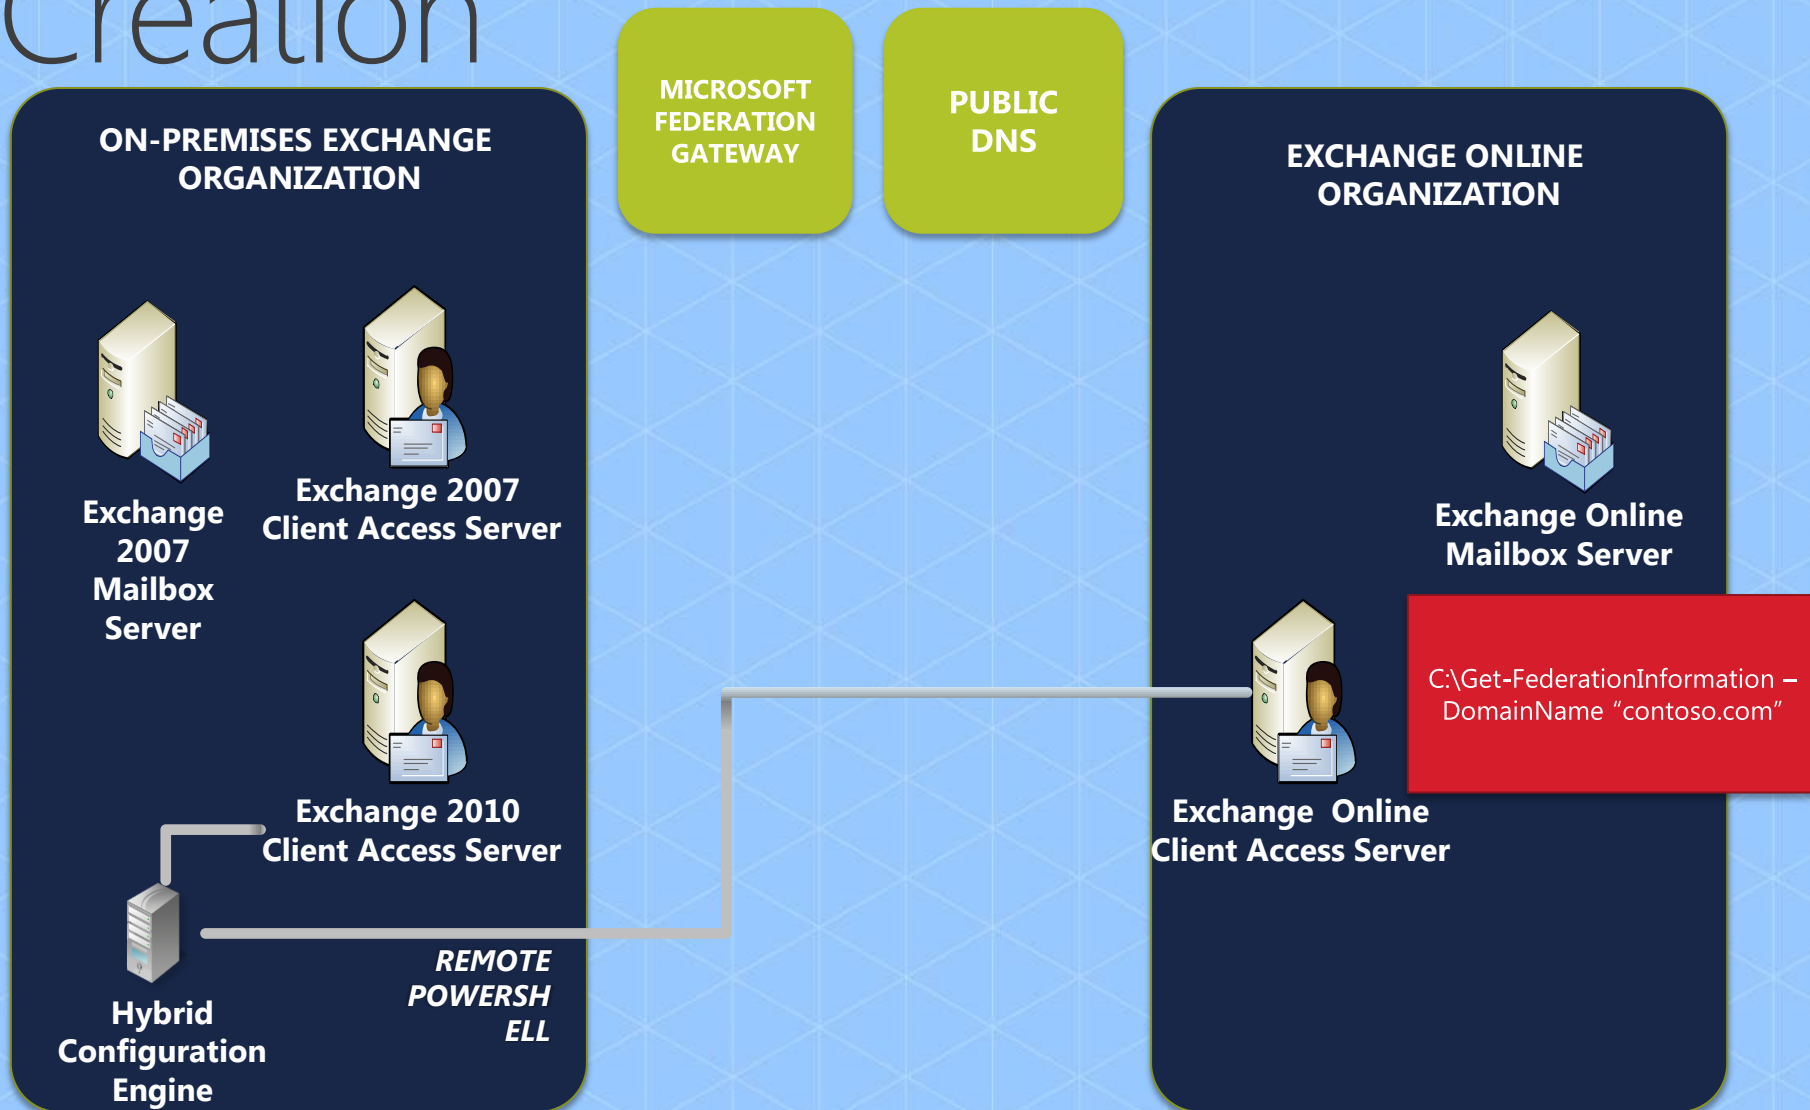 Creation
MICROSOFT
FEDERATION
GATEWAY
PUBLIC
DNS
ON-PREMISES EXCHANGE
ORGANIZATION
EXCHANGE ONLINE
ORGANIZATION
Exchange
2007
Mailbox
Server
Exchange 2007
Client Access Server
Exchange Online
Mailbox Server
C:\Get-FederationInformation –
DomainName “contoso.com”
Exchange 2010
Client Access Server
Exchange Online
Client Access Server
REMOTE
POWERSH
ELL
Hybrid
Configuration
Engine